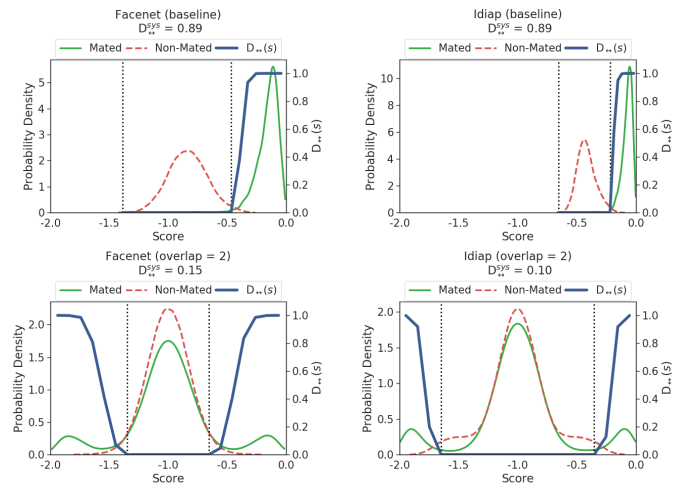 Facenet (baseline)
D↔sys = 0.89
Mated Non-Mated D↔(s)
Probability Density
5
4
3
2
1
0
1.0
0.8
0.6
0.4
0.2
0.0
D↔(s)
-2.0 -1.5 -1.0 -0.5 0.0
Score
Idiap (baseline)
D↔sys = 0.89
Mated Non-Mated D↔(s)
Probability Density
10
8
6
4
2
0
1.0
0.8
0.6
0.4
0.2
0.0
D↔(s)
-2.0 -1.5 -1.0 -0.5 0.0
Score
Facenet (overlap = 2)
D↔sys = 0.15
Mated Non-Mated D↔(s)
Probability Density
2.0
1.5
1.0
0.5
0.0
1.0
0.8
0.6
0.4
0.2
0.0
D↔(s)
-2.0 -1.5 -1.0 -0.5 0.0
Score
Idiap (overlap = 2)
D↔sys = 0.10
Mated Non-Mated D↔(s)
Probability Density
2.0
1.5
1.0
0.5
0.0
1.0
0.8
0.6
0.4
0.2
0.0
D↔(s)
-2.0 -1.5 -1.0 -0.5 0.0
Score